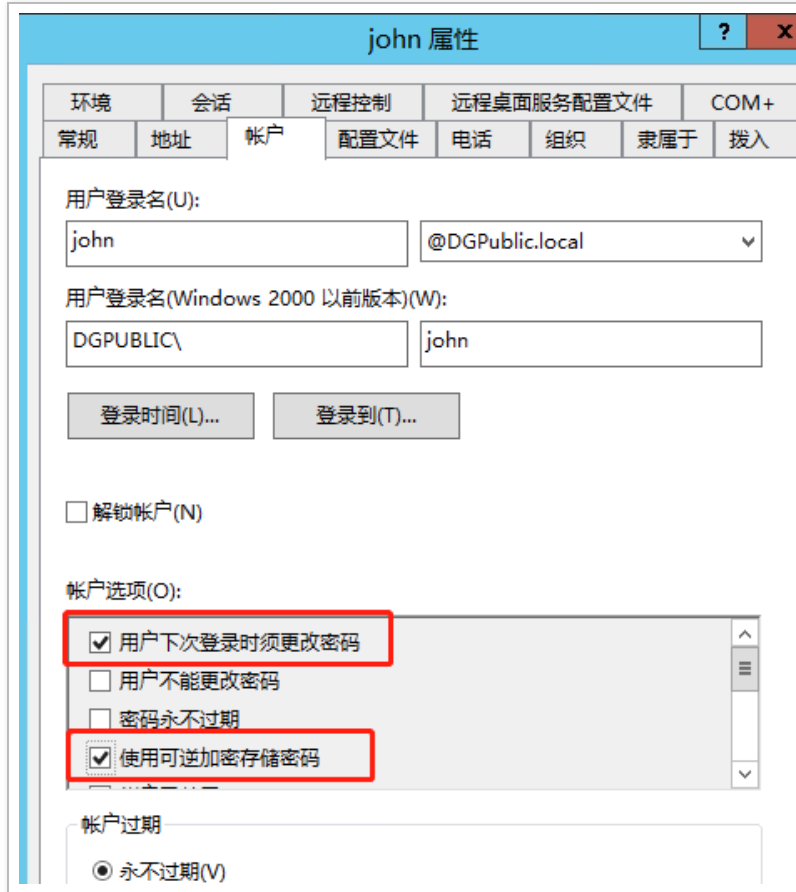 john 属性
? x
环境 会话 远程控制 远程桌面服务配置文件 COM+
常规 地址 帐户 配置文件 电话 组织 隶属于 拨入
用户登录名(U):
john @DGPublic.local
用户登录名(Windows 2000 以前版本)(W):
DGPUBLIC\ john
登录时间(L)... 登录到(T)...
解锁帐户(N)
帐户选项(O):
用户下次登录时须更改密码
用户不能更改密码
密码永不过期
使用可逆加密存储密码
帐户过期
永不过期(V)